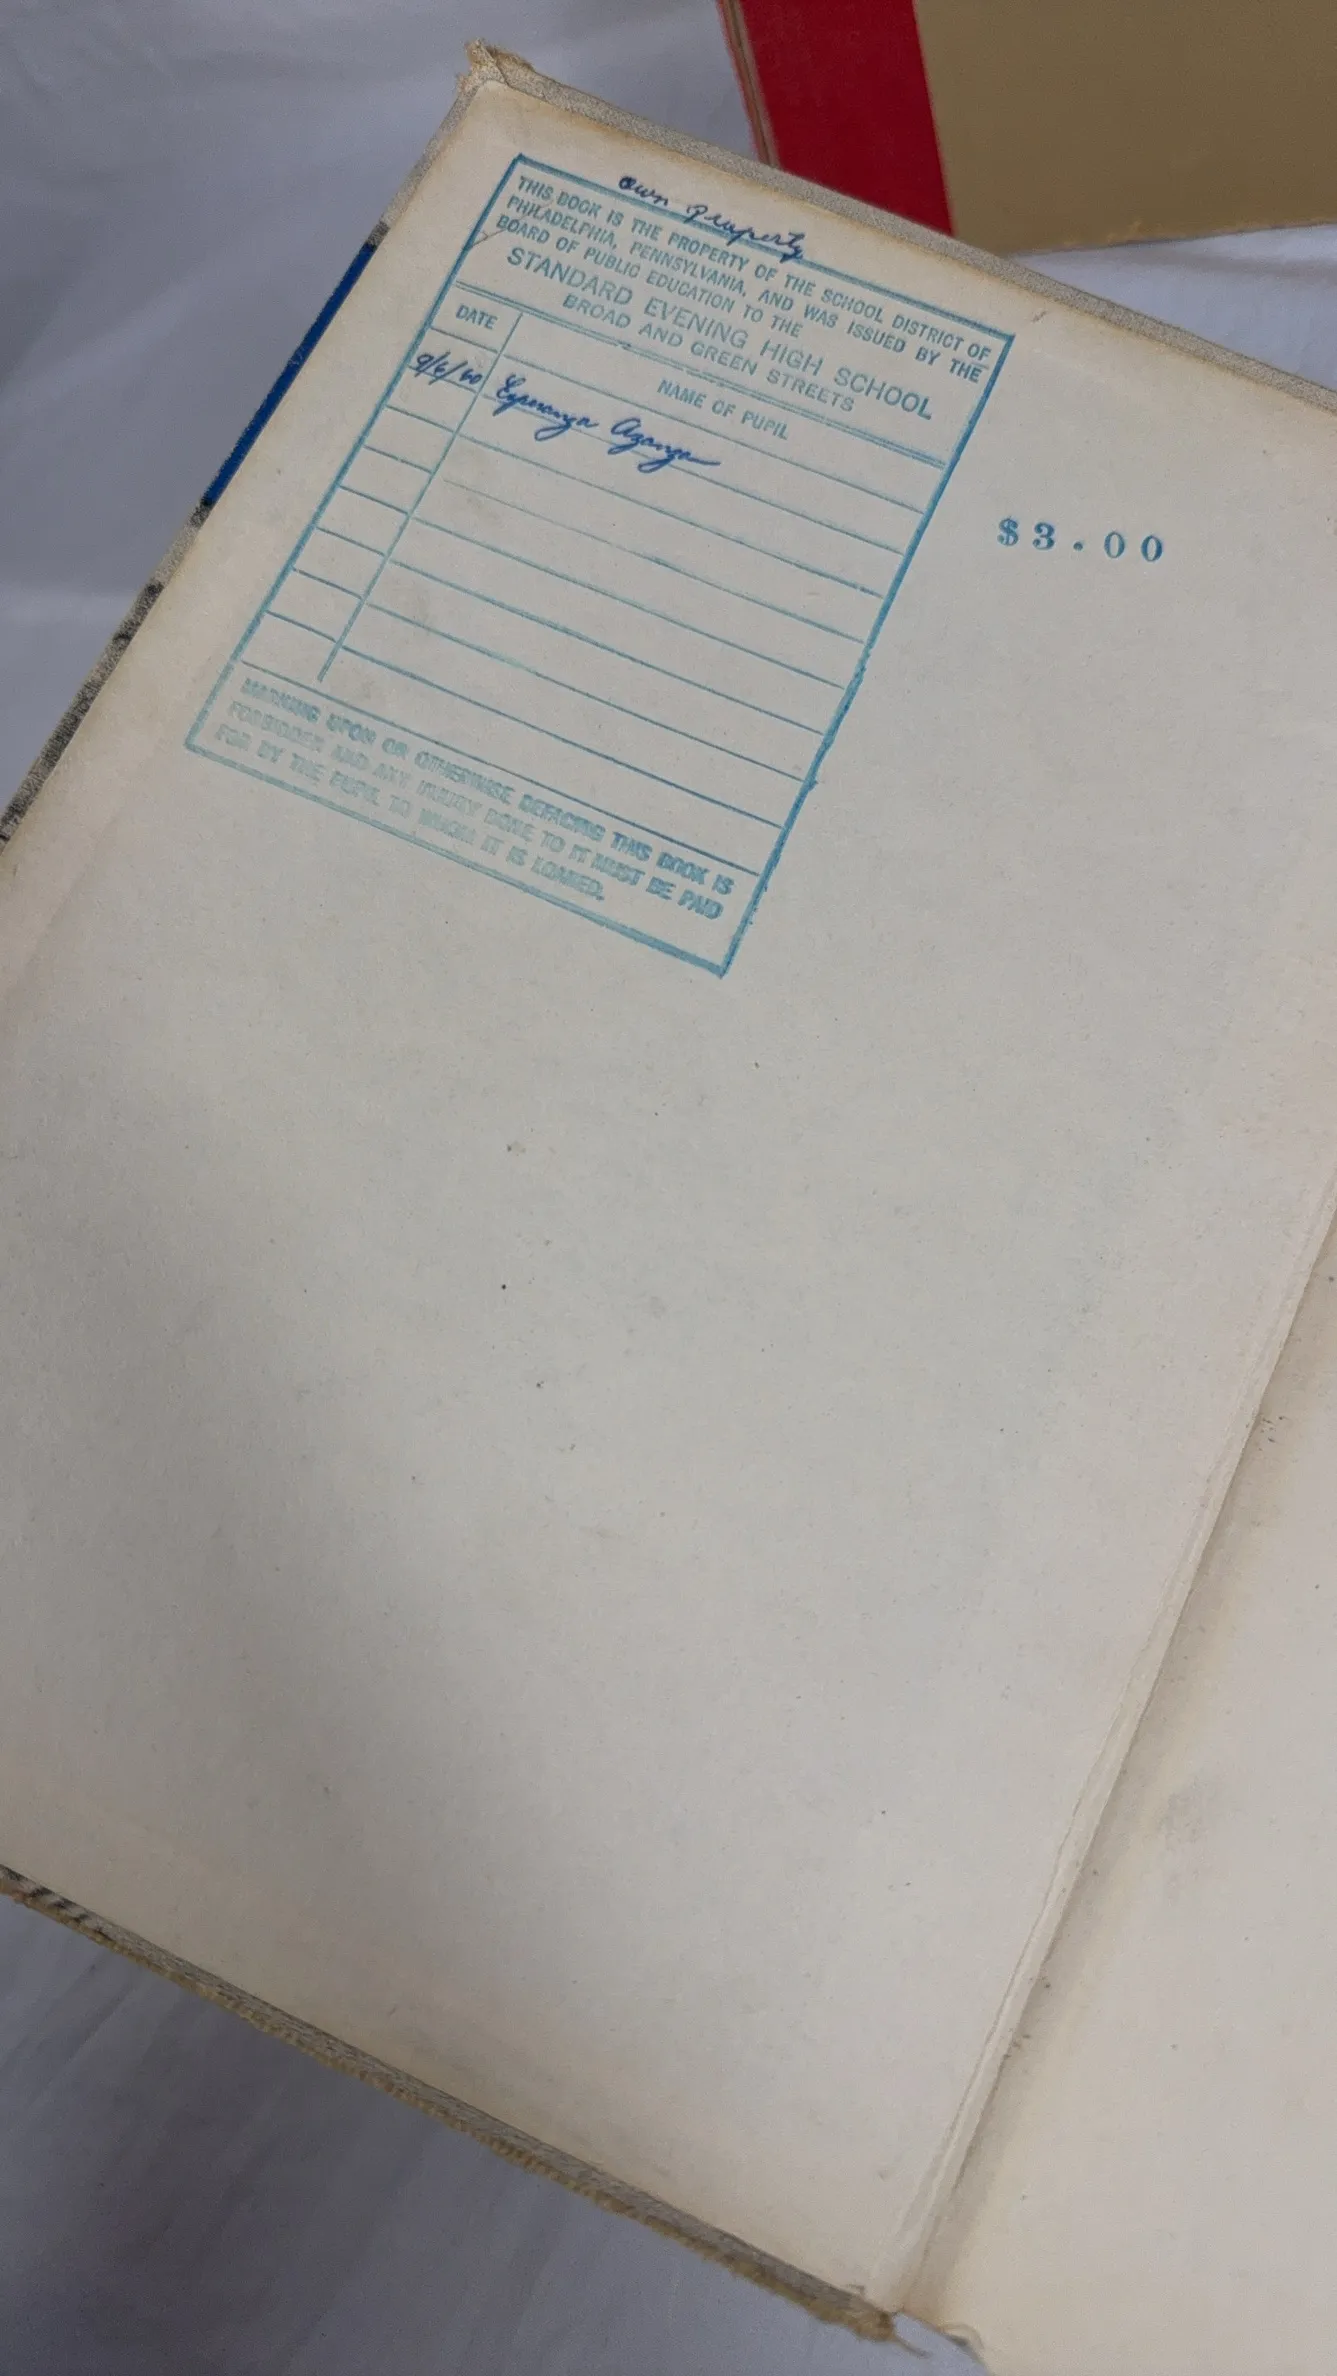 own property
THIS BOOK IS THE PROPERTY OF THE SCHOOL DISTRICT OF
PHILADELPHIA, PENNSYLVANIA, AND WAS ISSUED BY THE
BOARD OF PUBLIC EDUCATION TO THE
STANDARD EVENING HIGH SCHOOL
BROAD AND GREEN STREETS
DATE NAME OF PUPIL
9/6/60 Esperanza Azanza
$3.00
MARKING UPON OR OTHERWISE DEFACING THIS BOOK IS
FORBIDDEN AND ANY INJURY DONE TO IT MUST BE PAID
FOR BY THE PUPIL TO WHOM IT IS LOANED.